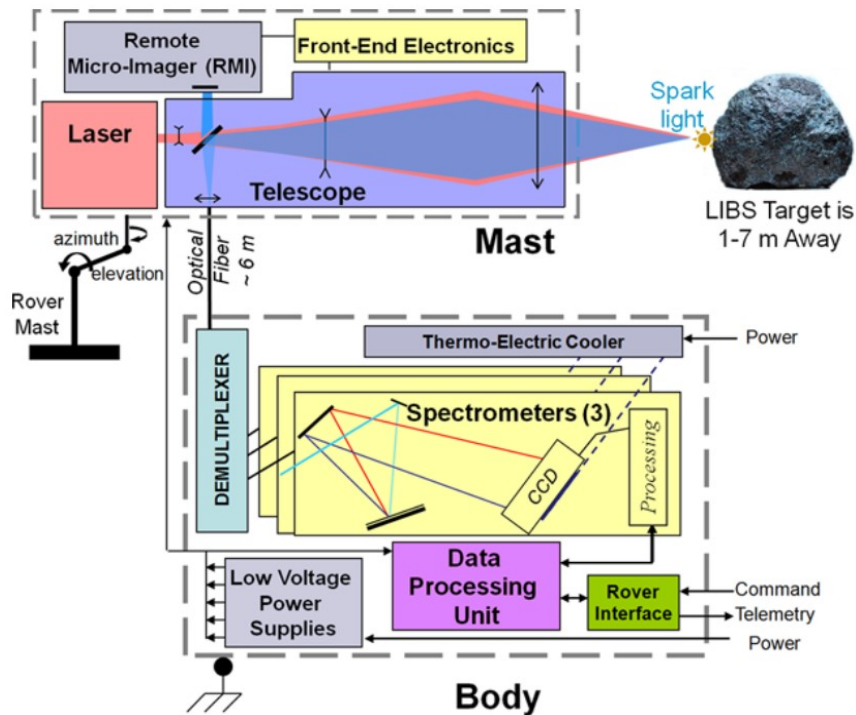 Remote
Micro-Imager (RMI)
Front-End Electronics
Laser
Telescope
Spark
light
LIBS Target is
1-7 m Away
Mast
azimuth
elevation
Rover
Mast
Optical
Fiber
~ 6 m
Thermo-Electric Cooler
Power
DEMULTIPLEXER
Spectrometers (3)
CCD
Processing
Low Voltage
Power
Supplies
Data
Processing
Unit
Rover
Interface
Command
Telemetry
Power
Body